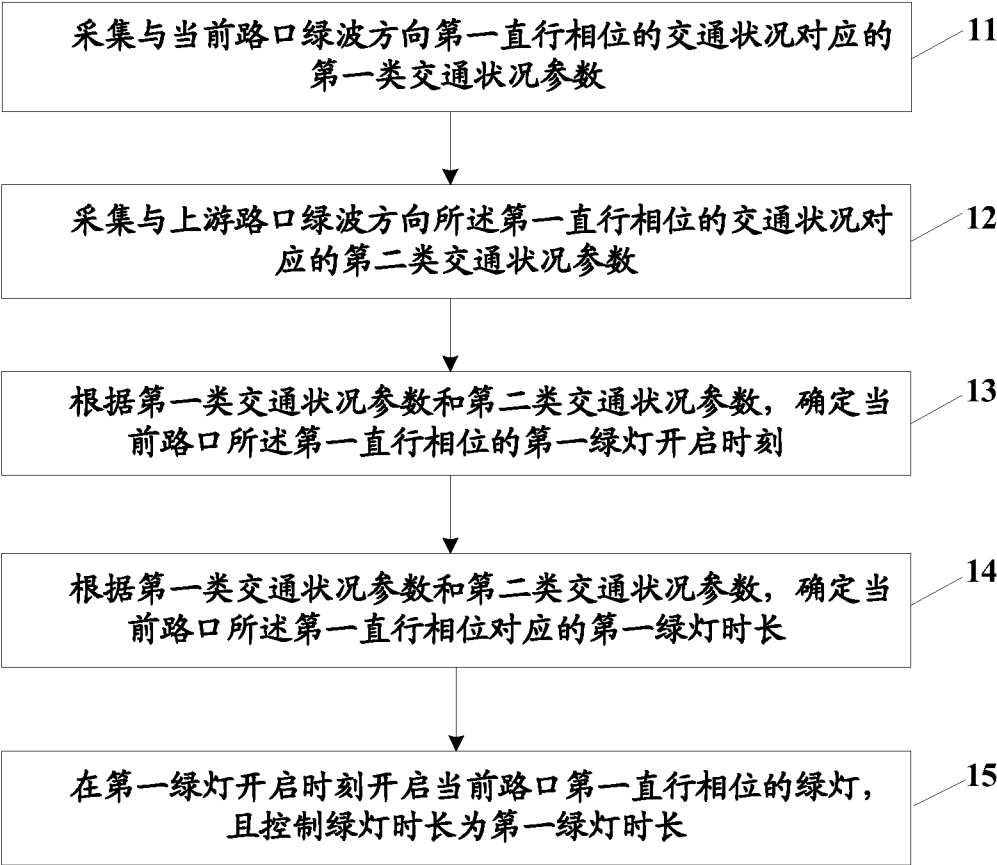 采集与当前路口绿波方向第一直行相位的交通状况对应的
第一类交通状况参数
11
采集与上游路口绿波方向所述第一直行相位的交通状况对
应的第二类交通状况参数
12
根据第一类交通状况参数和第二类交通状况参数，确定当
前路口所述第一直行相位的第一绿灯开启时刻
13
根据第一类交通状况参数和第二类交通状况参数，确定当
前路口所述第一直行相位对应的第一绿灯时长
14
在第一绿灯开启时刻开启当前路口第一直行相位的绿灯，
且控制绿灯时长为第一绿灯时长
15